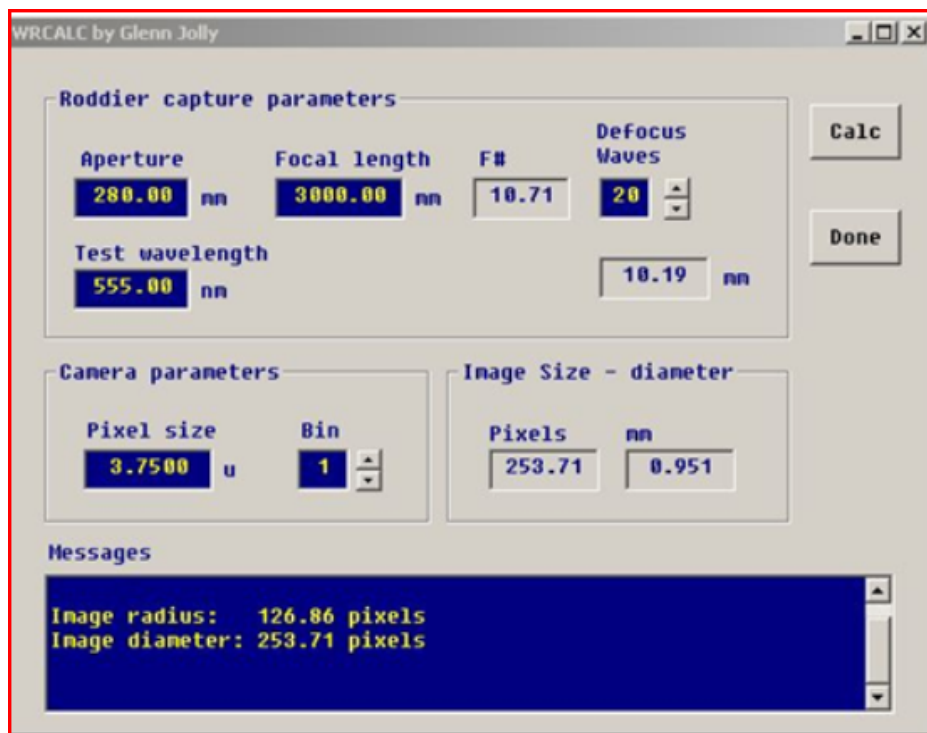 WRCALC by Glenn Jolly
Roddier capture parameters
Aperture Focal length F# Defocus Waves
280.00 mm 3000.00 mm 10.71 20
Test wavelength
555.00 nm 10.19 mm
Calc
Done
Camera parameters
Pixel size Bin
3.7500 u 1
Image Size - diameter
Pixels mm
253.71 0.951
Messages
Image radius: 126.86 pixels
Image diameter: 253.71 pixels